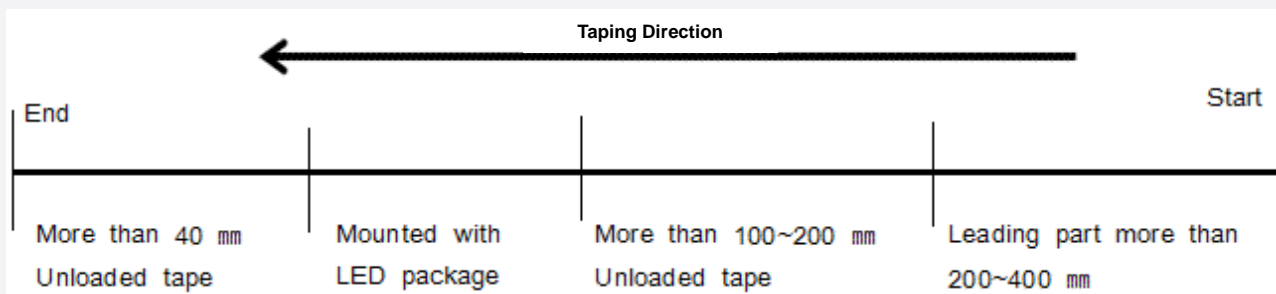 Taping Direction
End
Start
More than 40 ㎜
Unloaded tape
Mounted with
LED package
More than 100~200 ㎜
Unloaded tape
Leading part more than
200~400 ㎜